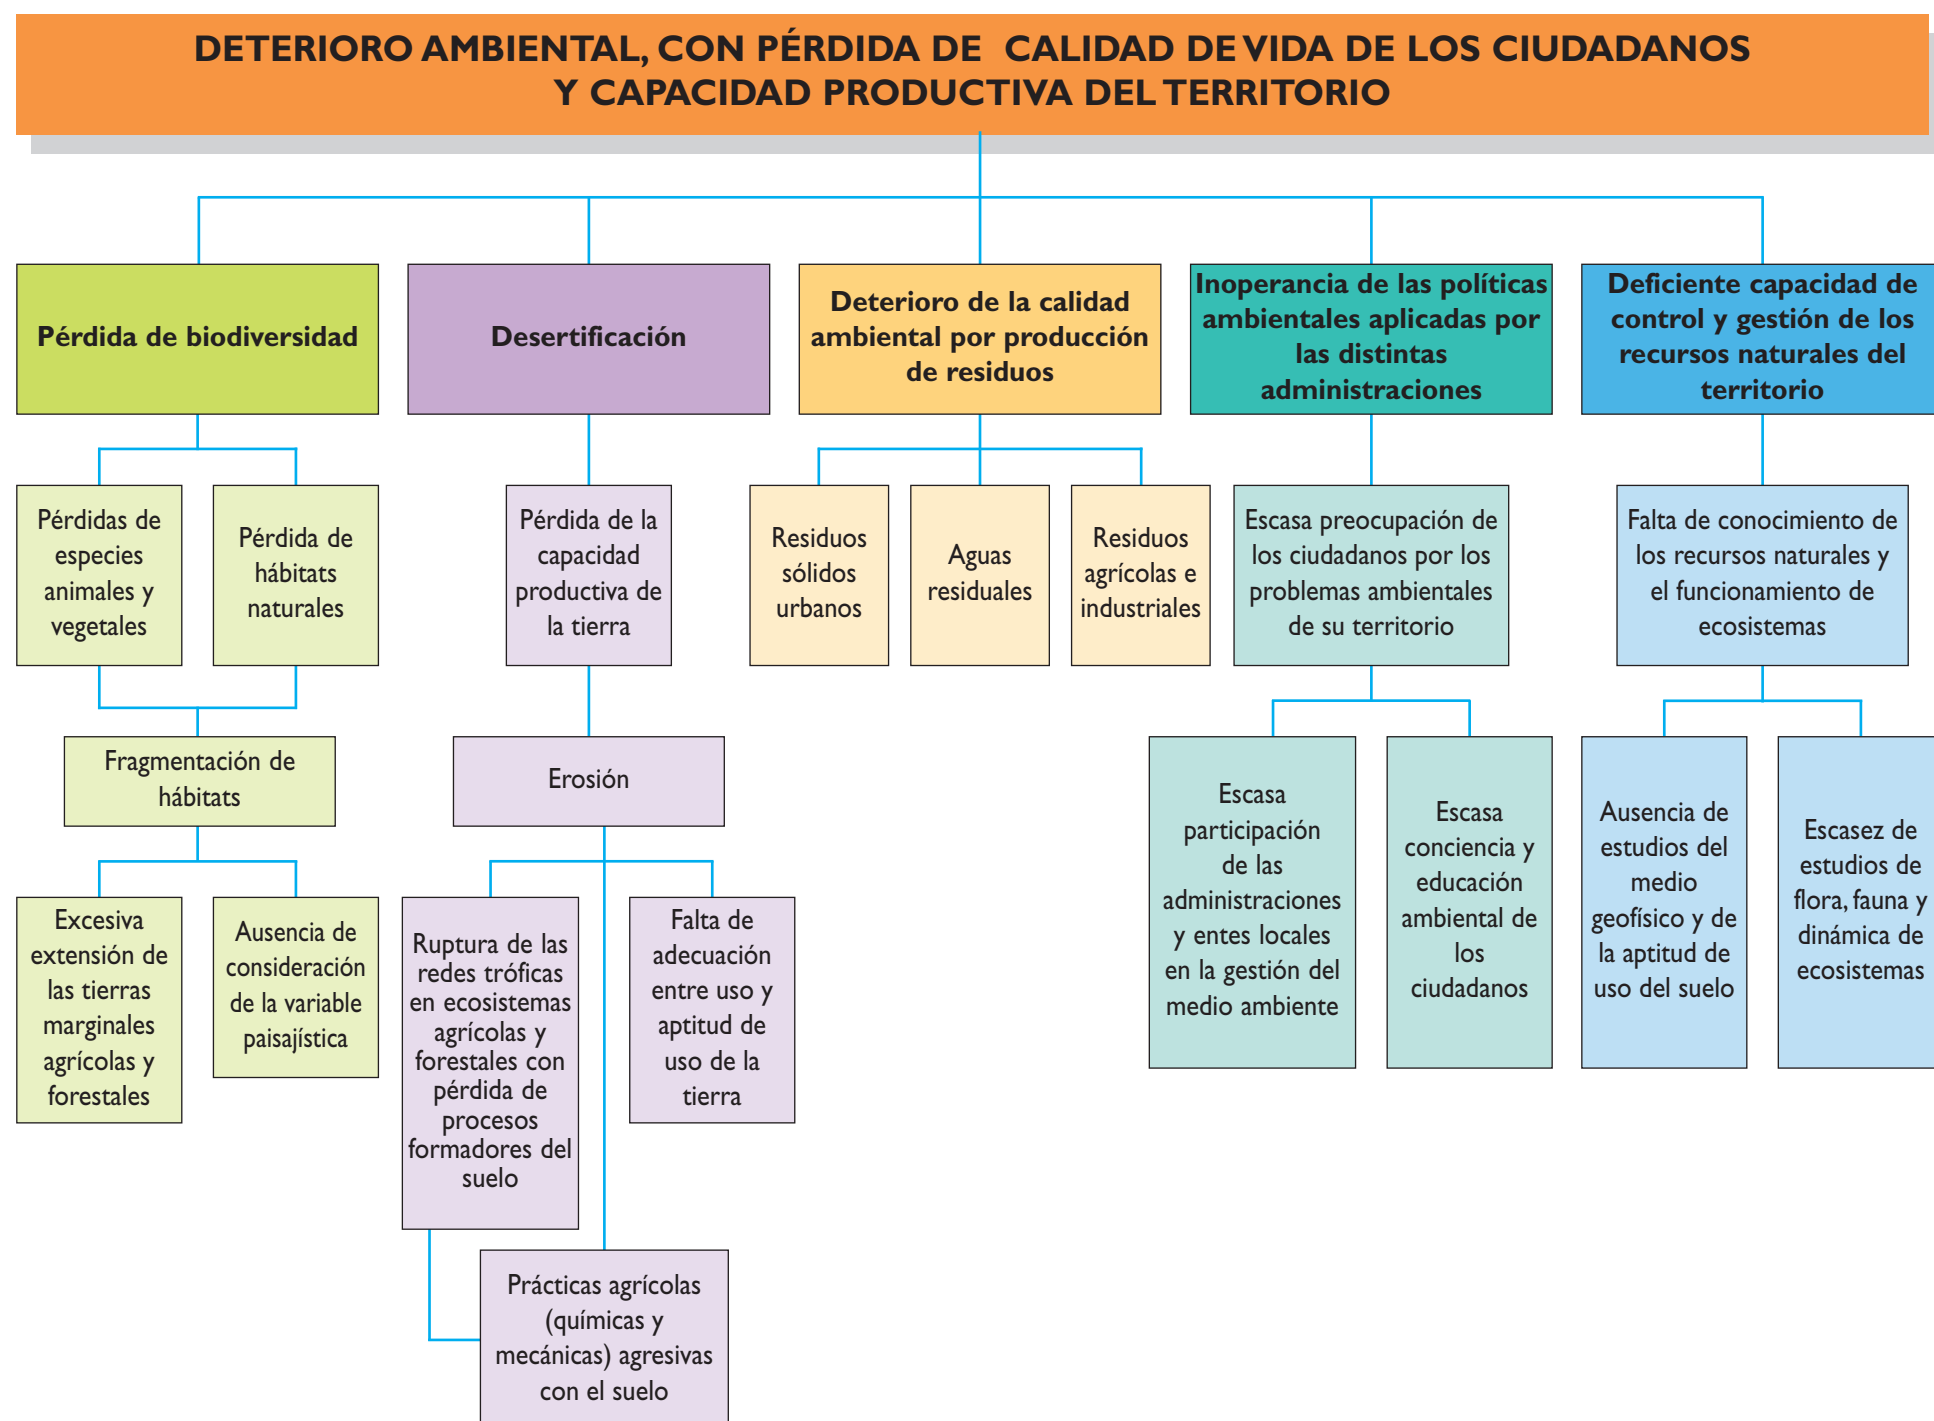 DETERIORO AMBIENTAL, CON PÉRDIDA DE CALIDAD DE VIDA DE LOS CIUDADANOS
Y CAPACIDAD PRODUCTIVA DEL TERRITORIO
Pérdida de biodiversidad
Desertificación
Deterioro de la calidad
ambiental por producción
de residuos
Inoperancia de las políticas
ambientales aplicadas por
las distintas
administraciones
Deficiente capacidad de
control y gestión de los
recursos naturales del
territorio
Pérdidas de
especies
animales y
vegetales
Pérdida de
hábitats
naturales
Pérdida de la
capacidad
productiva de
la tierra
Residuos
sólidos
urbanos
Aguas
residuales
Residuos
agrícolas e
industriales
Escasa preocupación de
los ciudadanos por los
problemas ambientales
de su territorio
Falta de conocimiento de
los recursos naturales y
el funcionamiento de
ecosistemas
Fragmentación de
hábitats
Erosión
Escasa
participación
de las
administraciones
y entes locales
en la gestión del
medio ambiente
Escasa
conciencia y
educación
ambiental de
los
ciudadanos
Ausencia de
estudios del
medio
geofísico y de
la aptitud de
uso del suelo
Escasez de
estudios de
flora, fauna y
dinámica de
ecosistemas
Excesiva
extensión de
las tierras
marginales
agrícolas y
forestales
Ausencia de
consideración
de la variable
paisajística
Ruptura de las
redes tróficas
en ecosistemas
agrícolas y
forestales con
pérdida de
procesos
formadores del
suelo
Falta de
adecuación
entre uso y
aptitud de
uso de la
tierra
Prácticas agrícolas
(químicas y
mecánicas) agresivas
con el suelo